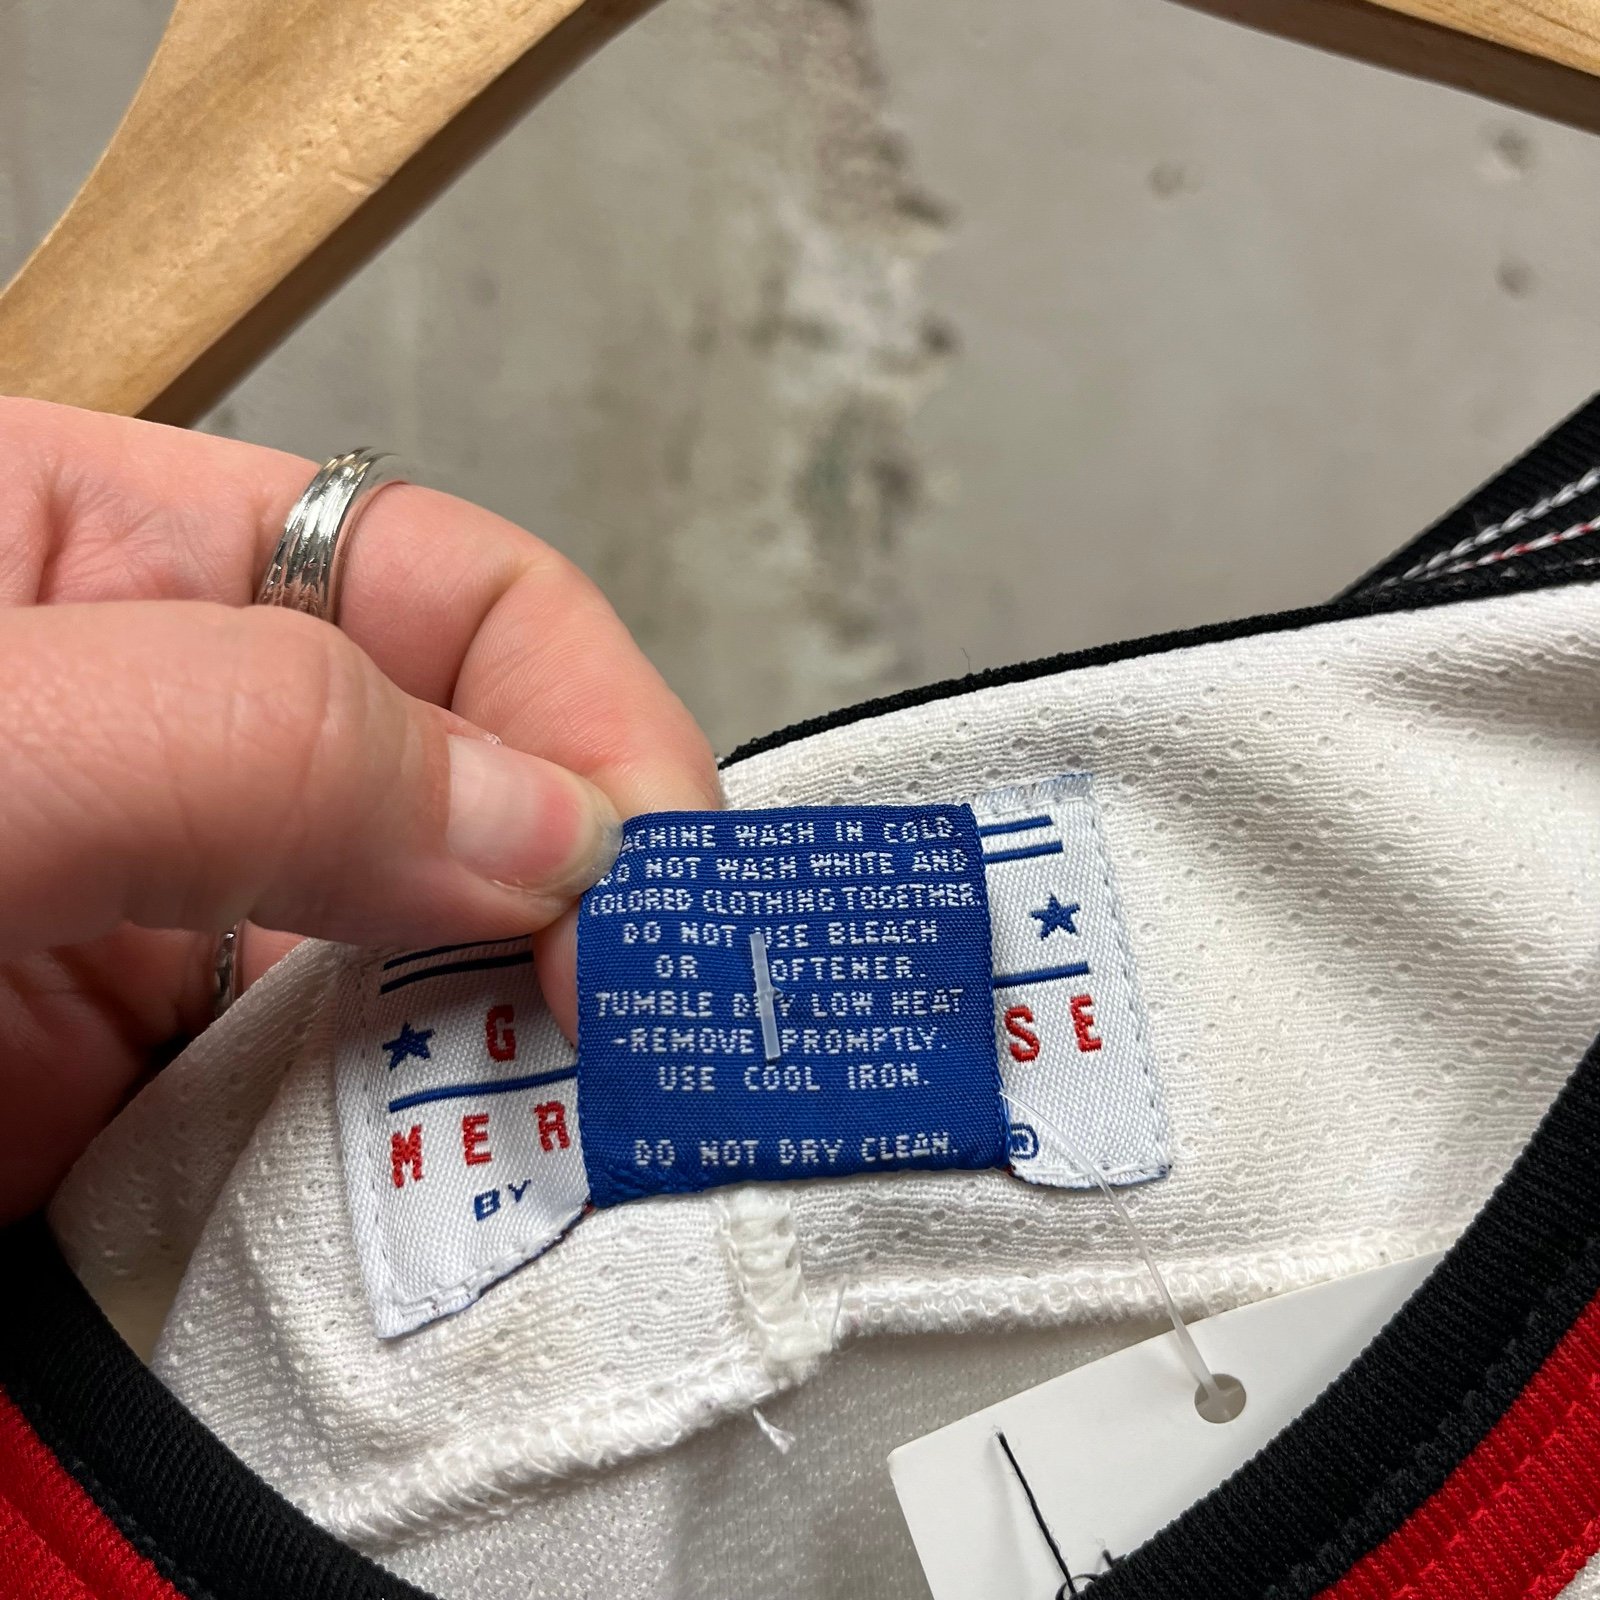 MACHINE WASH IN COLD.
DO NOT WASH WHITE AND
COLORED CLOTHING TOGETHER.
DO NOT USE BLEACH
OR SOFTENER.
TUMBLE DRY LOW HEAT
-REMOVE PROMPTLY.
USE COOL IRON.
DO NOT DRY CLEAN.
G SE
MER
BY ®